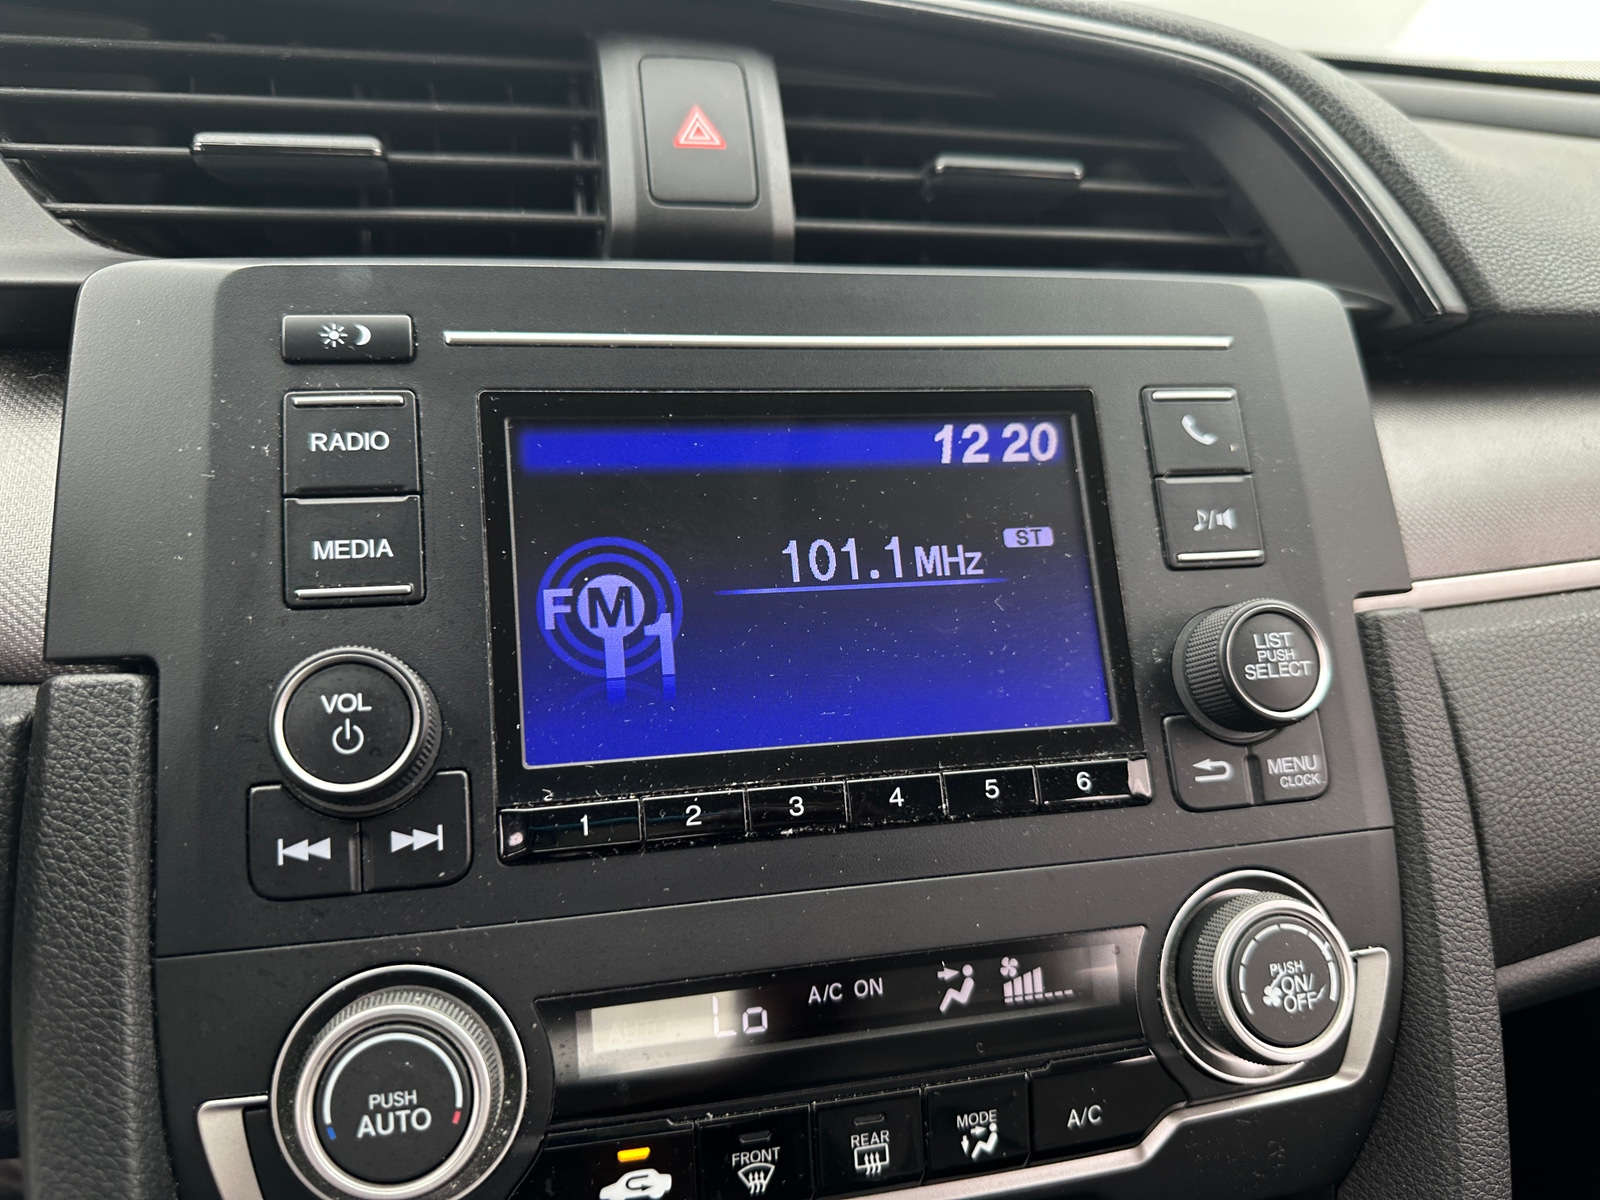 RADIO
MEDIA
VOL
12 20
101.1 MHz
ST
FM 1
LIST
PUSH
SELECT
MENU
CLOCK
1 2 3 4 5 6
Lo
A/C ON
PUSH
ON/
OFF
PUSH
AUTO
FRONT
REAR
MODE
A/C